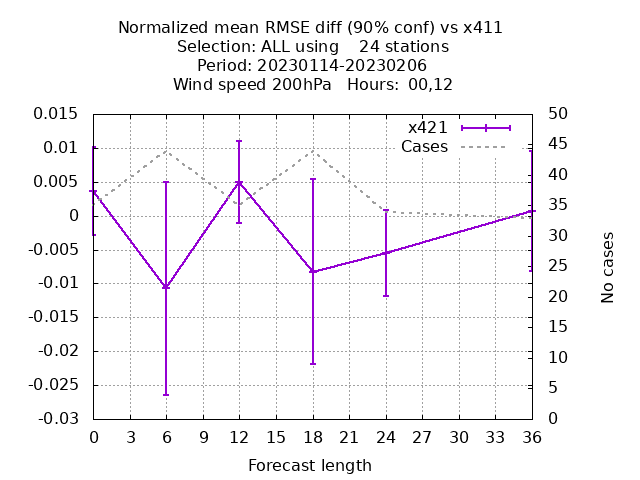 Normalized mean RMSE diff (90% conf) vs x411
Selection: ALL using 24 stations
Period: 20230114-20230206
Wind speed 200hPa Hours: 00,12
x421
Cases
0.015
0.01
0.005
0
-0.005
-0.01
-0.015
-0.02
-0.025
-0.03
50
45
40
35
30
25
20
15
10
5
0
No cases
0 3 6 9 12 15 18 21 24 27 30 33 36
Forecast length